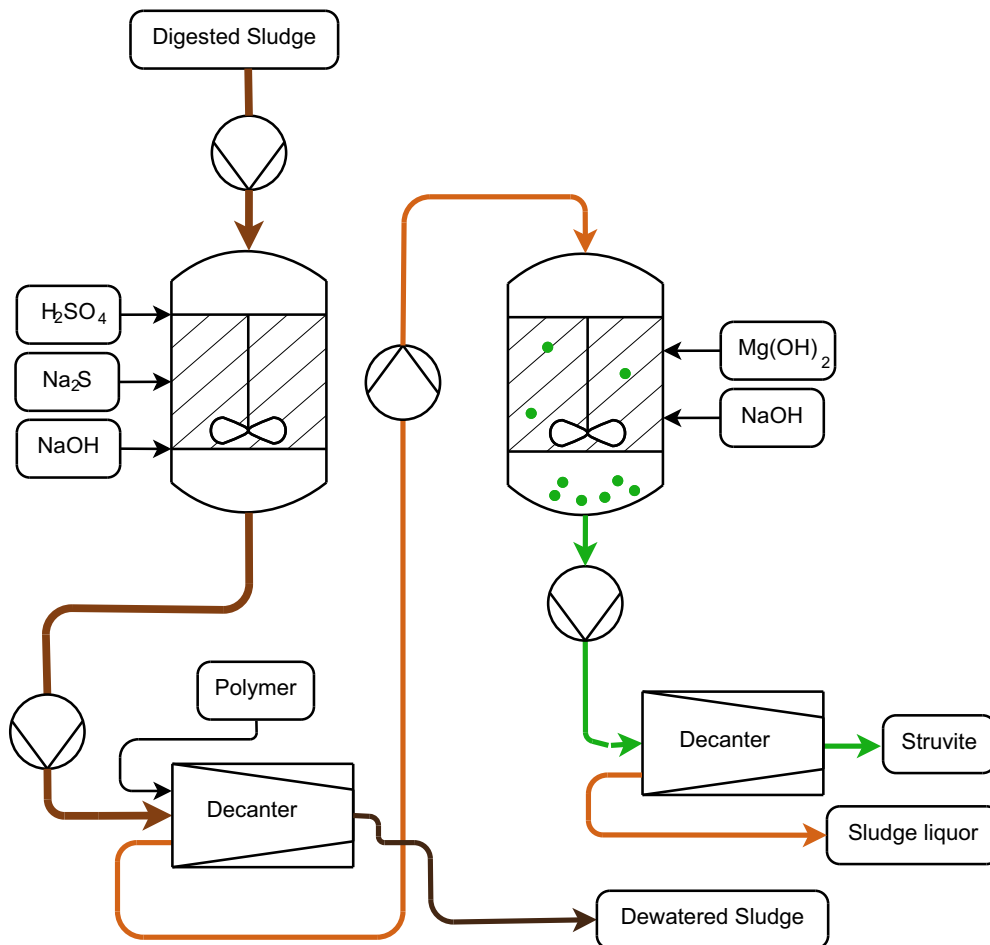 Digested Sludge
H₂SO₄
Na₂S
NaOH
Mg(OH)₂
NaOH
Polymer
Decanter
Decanter
Struvite
Sludge liquor
Dewatered Sludge